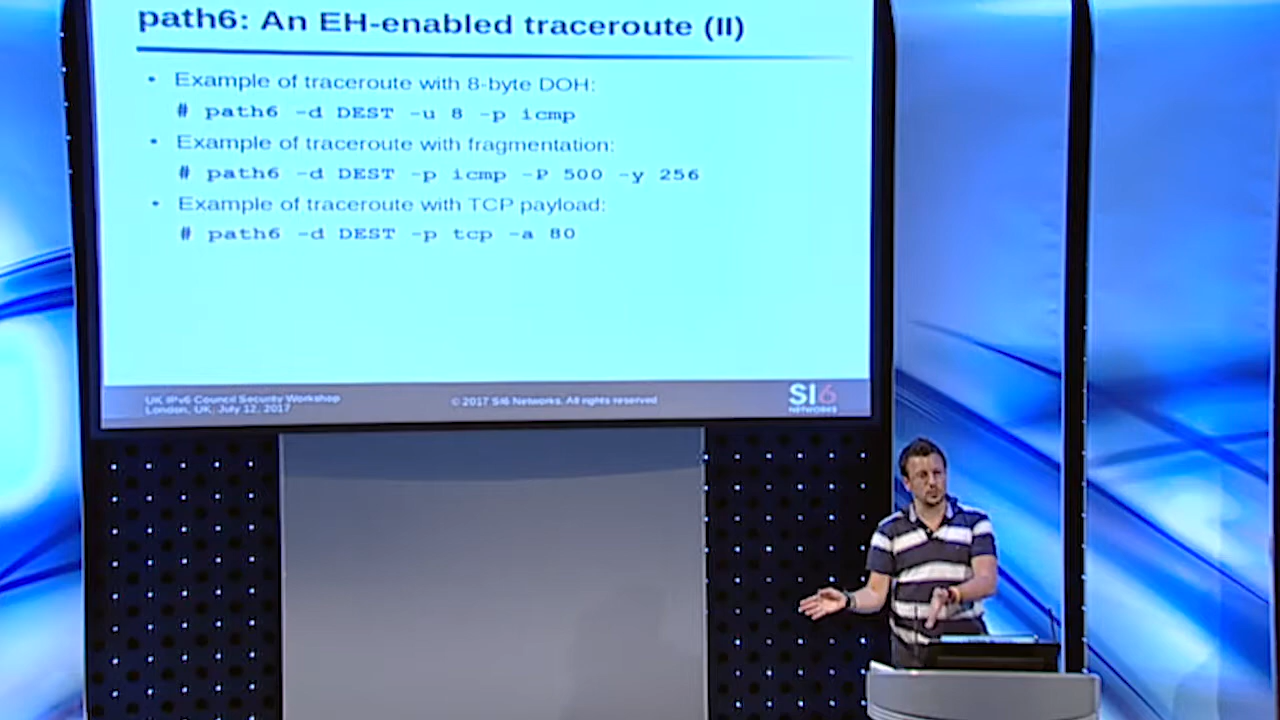 path6: An EH-enabled traceroute (II)
• Example of traceroute with 8-byte DOH:
# path6 -d DEST -u 8 -p icmp
• Example of traceroute with fragmentation:
# path6 -d DEST -p icmp -P 500 -y 256
• Example of traceroute with TCP payload:
# path6 -d DEST -p tcp -a 80
UK IPv6 Council Security Workshop
London, UK, July 12, 2017
© 2017 SI6 Networks. All rights reserved
SI6
NETWORKS